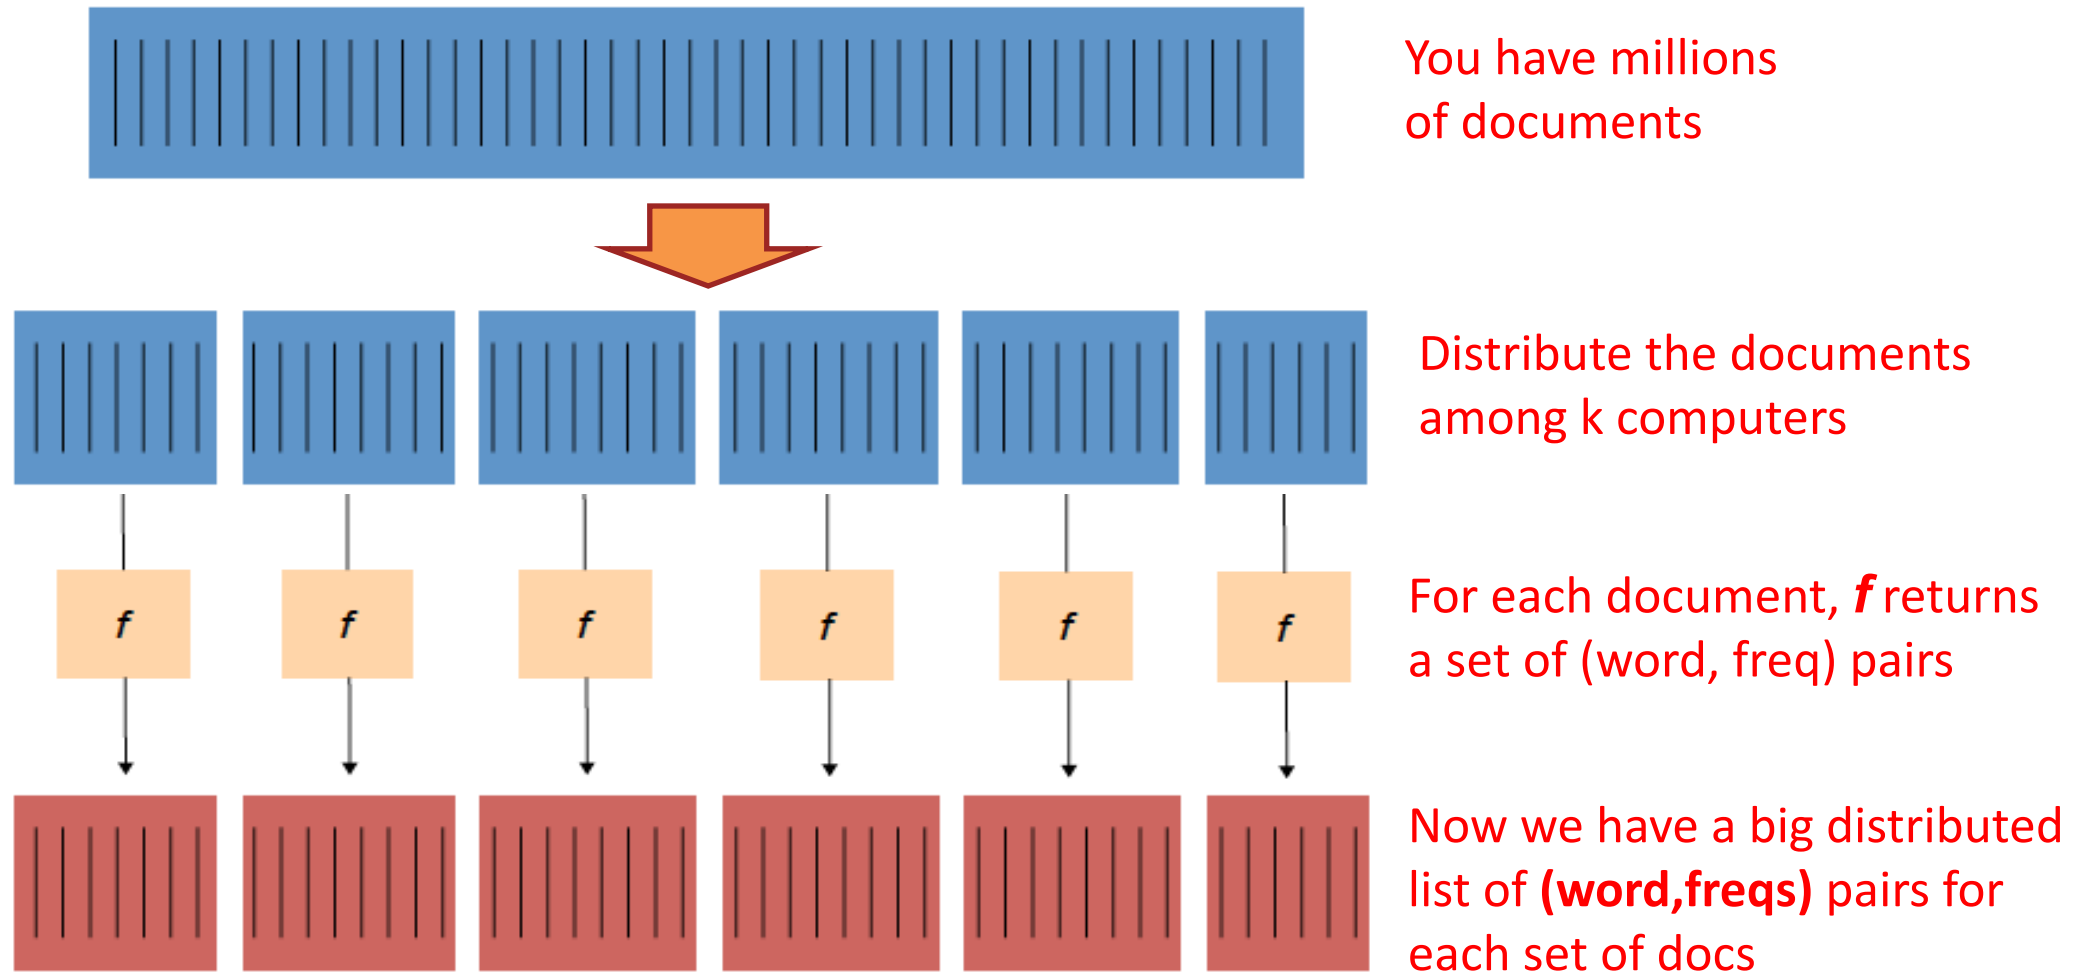 You have millions
of documents
Distribute the documents
among k computers
f f f f f f
For each document, f returns
a set of (word, freq) pairs
Now we have a big distributed
list of (word,freqs) pairs for
each set of docs